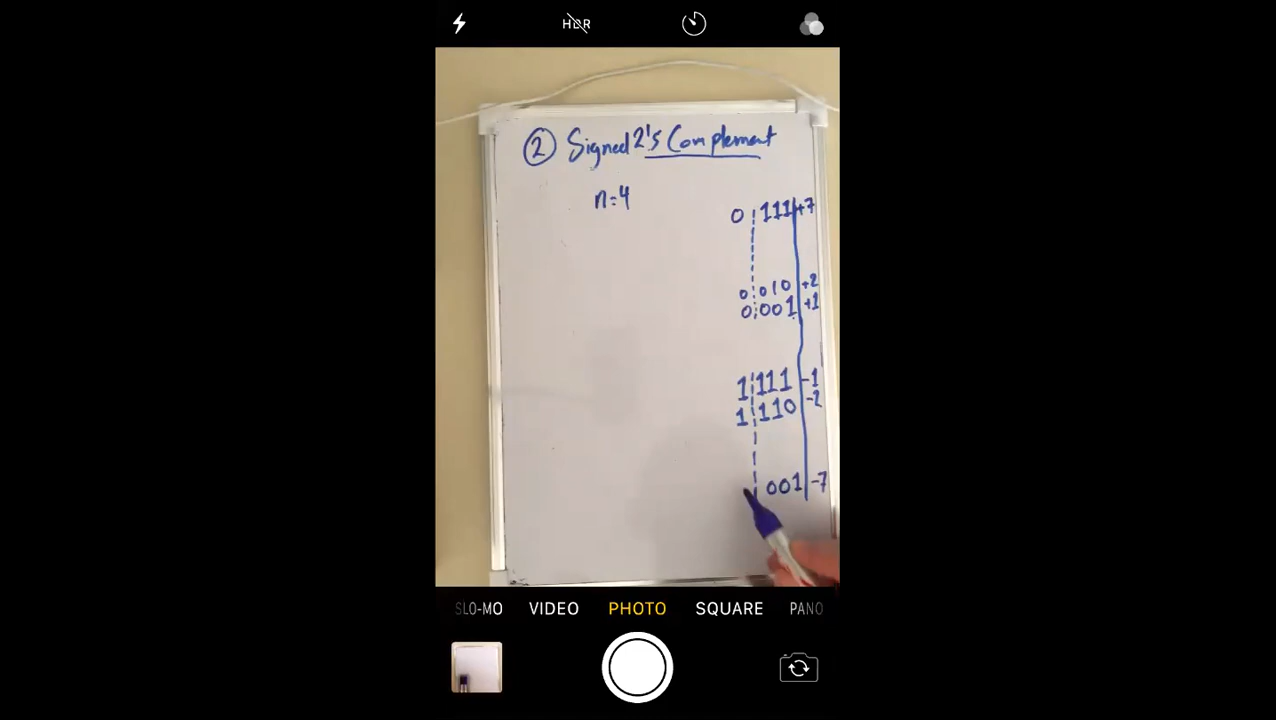 HDR
② Signed 2's Complement
n=4
0 111 +7
0 010 +2
0 001 +1
1 111 -1
1 110 -2
001 -7
SLO-MO VIDEO PHOTO SQUARE PANO